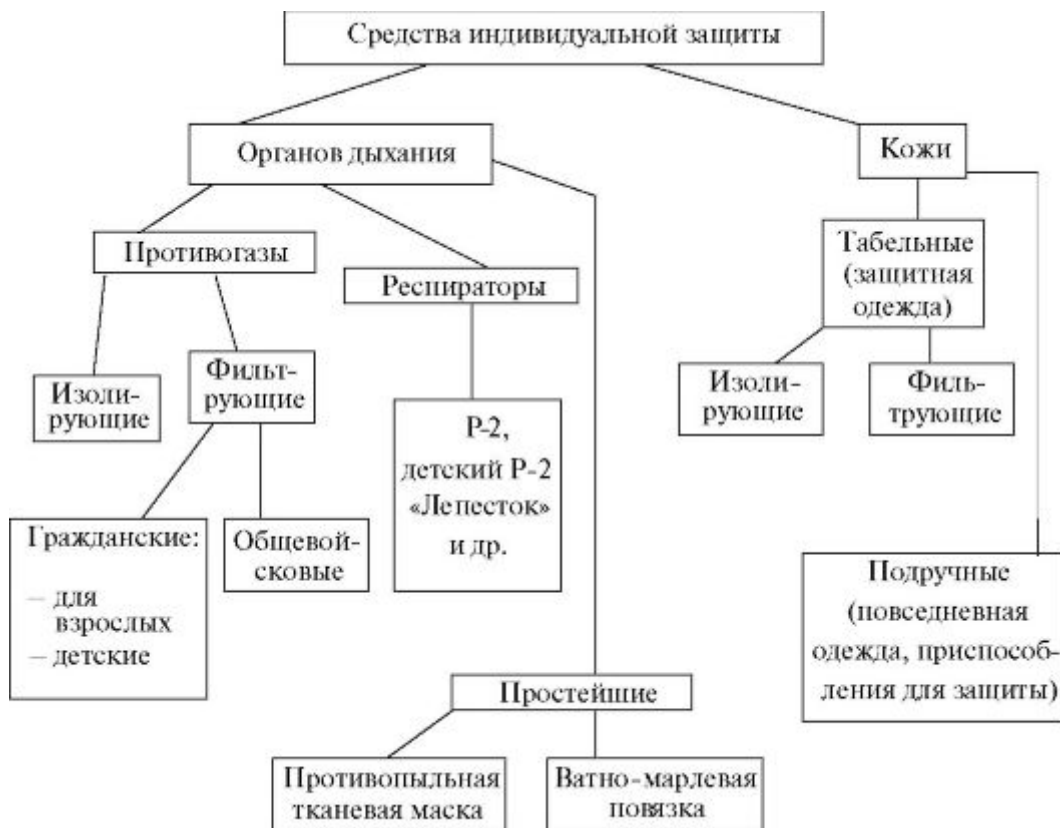 Средства индивидуальной защиты
Органов дыхания
Кожи
Противогазы
Респираторы
Табельные
(защитная
одежда)
Изоли-
рующие
Фильт-
рующие
Р-2,
детский Р-2
«Лепесток»
и др.
Изоли-
рующие
Филь-
трующие
Гражданские:
– для
взрослых
– детские
Общевой-
сковые
Подручные
(повседневная
одежда, приспособ-
ления для защиты)
Простейшие
Противопыльная
тканевая маска
Ватно-марлевая
повязка